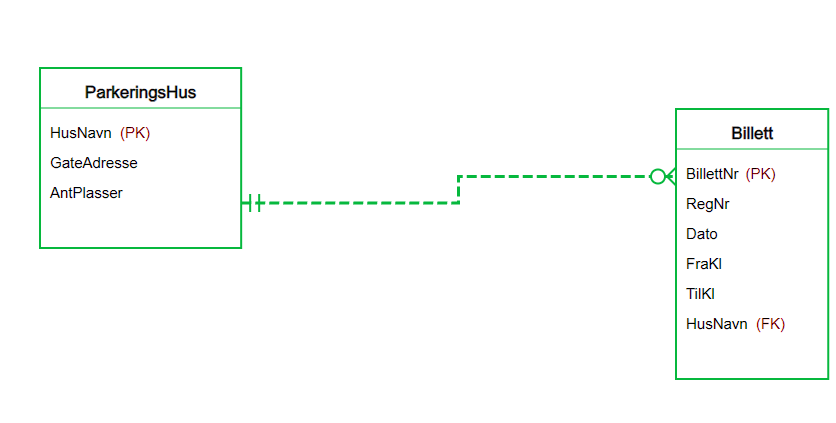 ParkeringsHus
HusNavn (PK)
GateAdresse
AntPlasser
Billett
BillettNr (PK)
RegNr
Dato
FraKl
TilKl
HusNavn (FK)